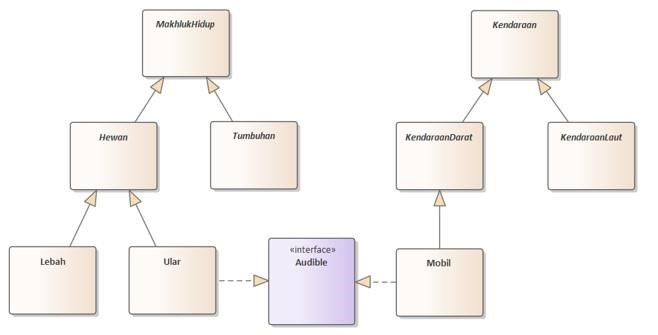 MakhlukHidup
Kendaraan
Hewan
Tumbuhan
KendaraanDarat
KendaraanLaut
Lebah
Ular
«interface»
Audible
Mobil